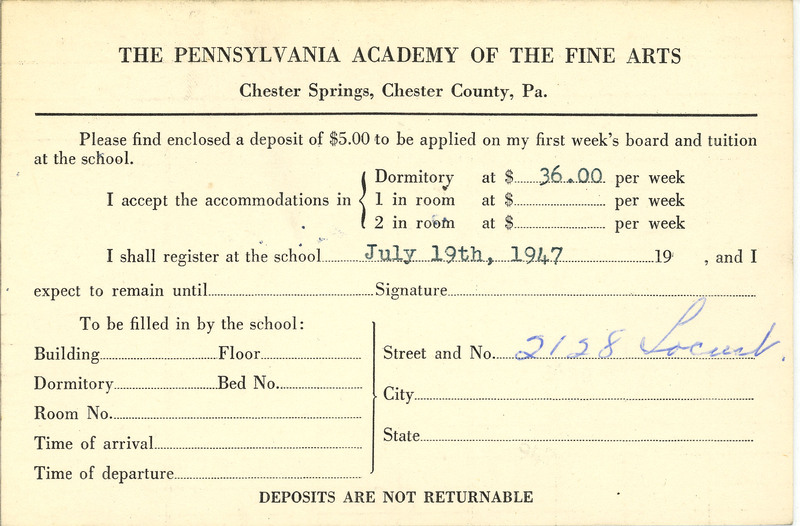 THE PENNSYLVANIA ACADEMY OF THE FINE ARTS
Chester Springs, Chester County, Pa.
Please find enclosed a deposit of $5.00 to be applied on my first week's board and tuition
at the school.
Dormitory at $ 36.00 per week
I accept the accommodations in { 1 in room at $ per week
2 in room at $ per week
I shall register at the school July 19th, 1947 19 , and I
expect to remain until Signature
To be filled in by the school:
Building Floor
Dormitory Bed No.
Room No.
Time of arrival
Time of departure
Street and No. 2128 Locust.
City
State
DEPOSITS ARE NOT RETURNABLE